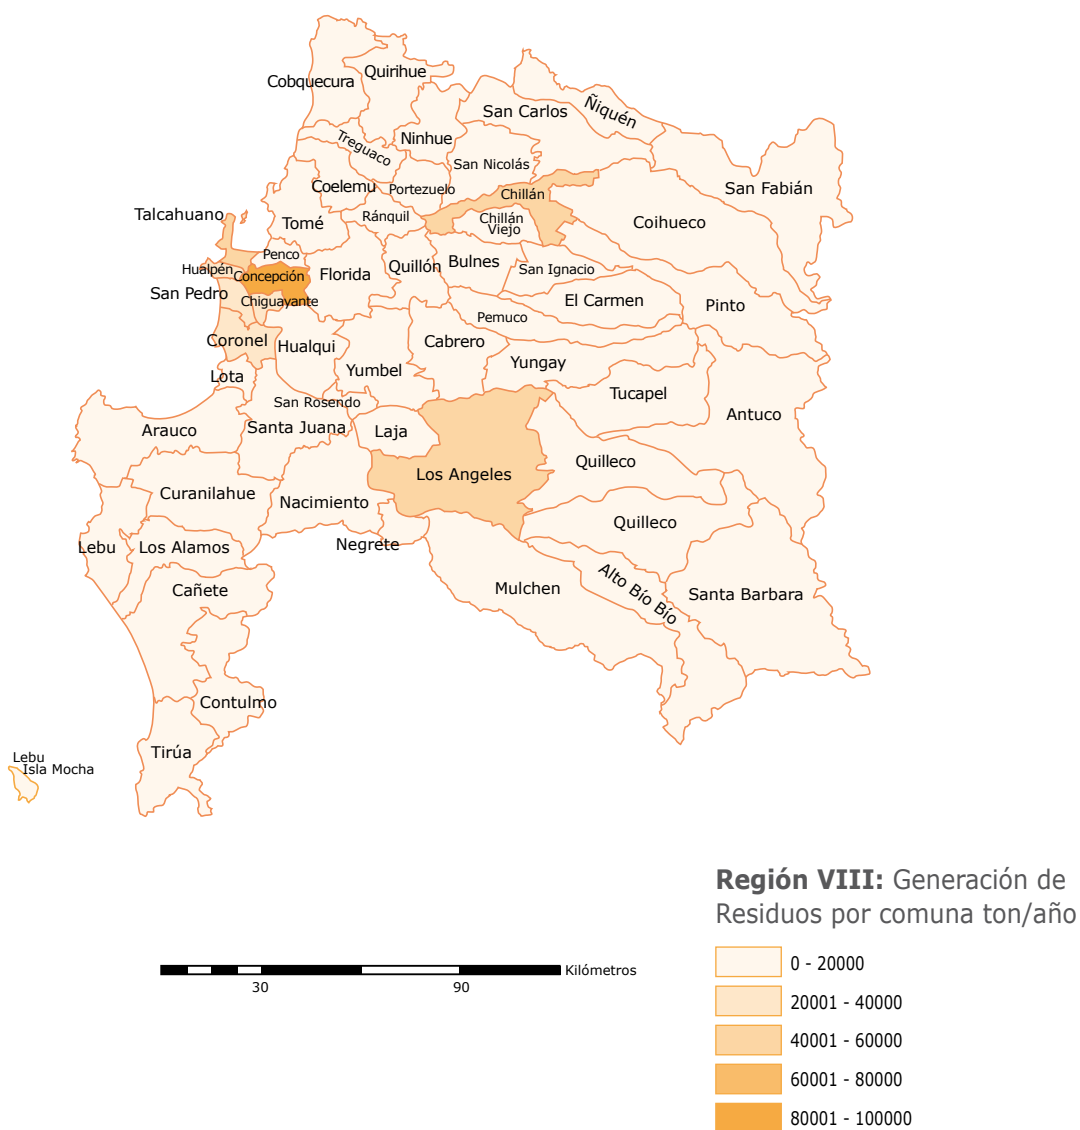 Quirihue
Cobquecura
Ñiquén
San Carlos
Ninhue
Treguaco
San Nicolás
San Fabián
Coelemu
Portezuelo
Chillán
Talcahuano
Tomé
Ránquil
Chillán
Viejo
Coihueco
Penco
Hualpén
Concepción
Florida
Quillón
Bulnes
San Ignacio
San Pedro
Chiguayante
El Carmen
Pinto
Pemuco
Coronel
Hualqui
Cabrero
Yungay
Lota
Yumbel
Tucapel
San Rosendo
Antuco
Arauco
Santa Juana
Laja
Los Angeles
Quilleco
Curanilahue
Nacimiento
Quilleco
Lebu
Los Alamos
Negrete
Cañete
Mulchen
Alto Bío Bío
Santa Barbara
Contulmo
Tirúa
Lebu
Isla Mocha
Región VIII: Generación de
Residuos por comuna ton/año
0 - 20000
Kilómetros
30 90
20001 - 40000
40001 - 60000
60001 - 80000
80001 - 100000